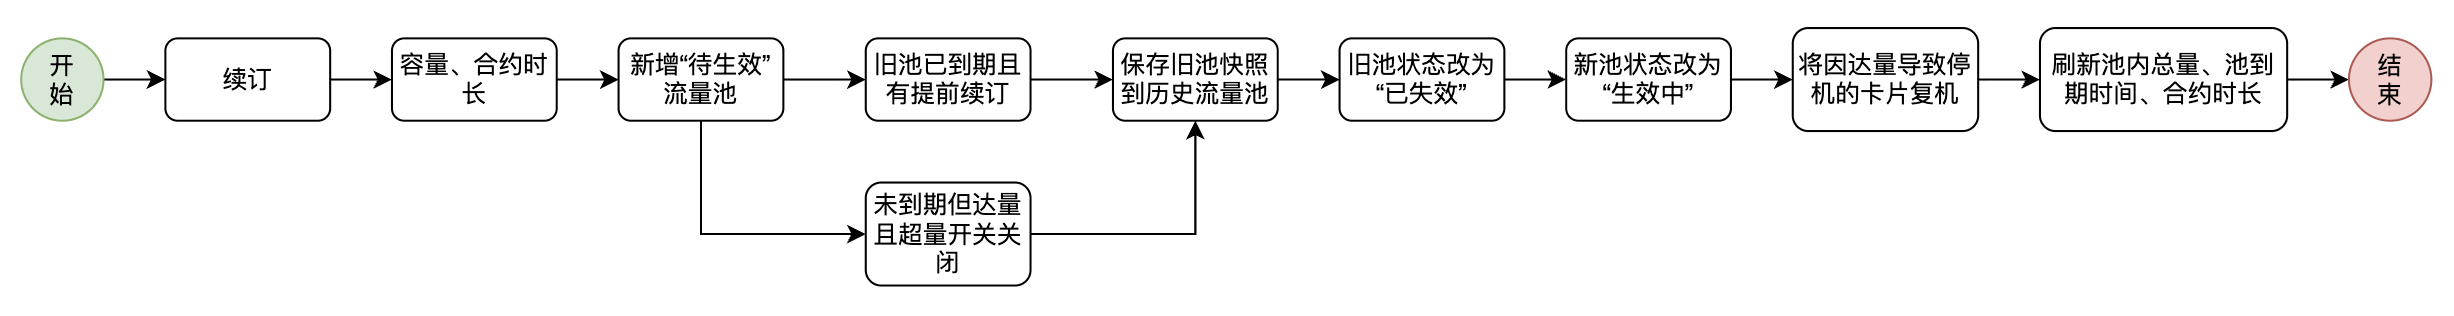 开
始
续订
容量、合约时
长
新增“待生效”
流量池
旧池已到期且
有提前续订
未到期但达量
且超量开关关
闭
保存旧池快照
到历史流量池
旧池状态改为
“已失效”
新池状态改为
“生效中”
将因达量导致停
机的卡片复机
刷新池内总量、池到
期时间、合约时长
结
束